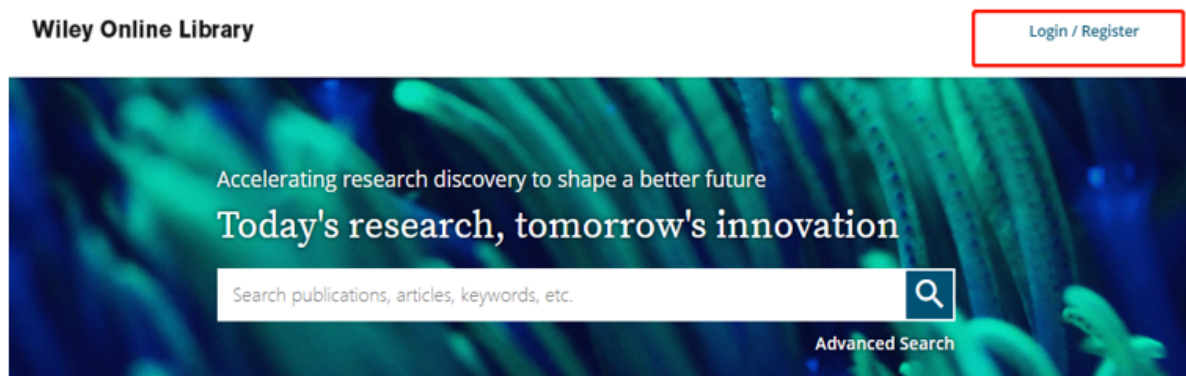 Wiley Online Library
Login / Register
Accelerating research discovery to shape a better future
Today's research, tomorrow's innovation
Search publications, articles, keywords, etc.
Advanced Search